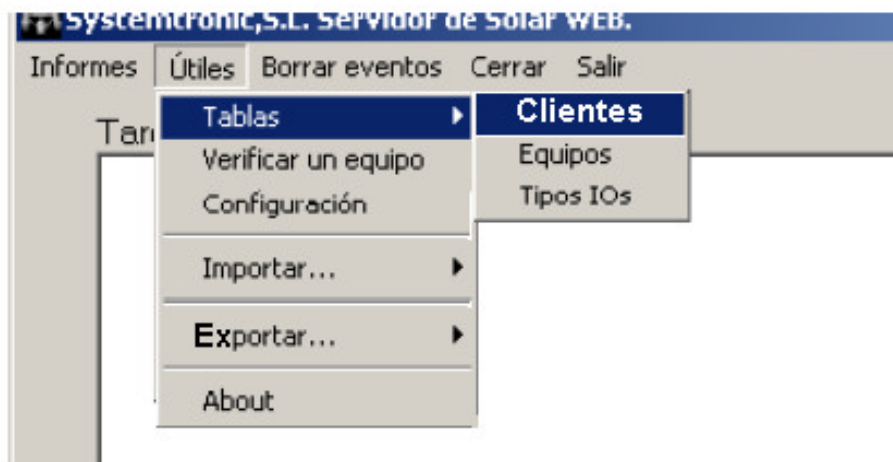 Systemtronic,S.L. Servidor de Solar WEB.
Informes Útiles Borrar eventos Cerrar Salir
Tablas Clientes
Verificar un equipo Equipos
Configuración Tipos IOs
Importar...
Exportar...
About